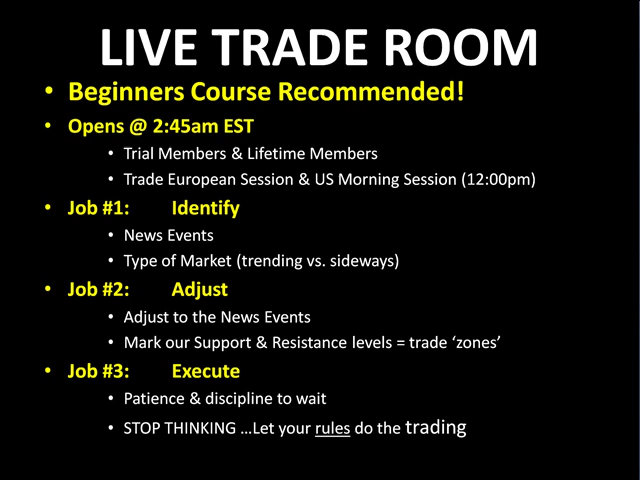 LIVE TRADE ROOM
• Beginners Course Recommended!
• Opens @ 2:45am EST
• Trial Members & Lifetime Members
• Trade European Session & US Morning Session (12:00pm)
• Job #1: Identify
• News Events
• Type of Market (trending vs. sideways)
• Job #2: Adjust
• Adjust to the News Events
• Mark our Support & Resistance levels = trade ‘zones’
• Job #3: Execute
• Patience & discipline to wait
• STOP THINKING …Let your rules do the trading